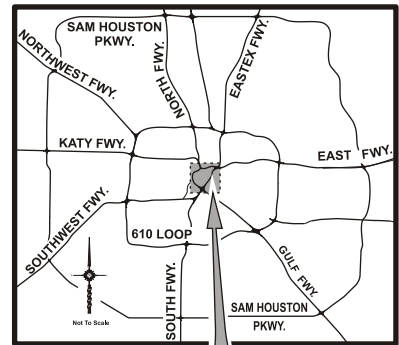 SAM HOUSTON
PKWY.
NORTHWEST FWY.
NORTH FWY.
EASTEX FWY.
KATY FWY.
EAST FWY.
SOUTHWEST FWY.
610 LOOP
GULF FWY.
SOUTH FWY.
SAM HOUSTON
PKWY.
Not To Scale